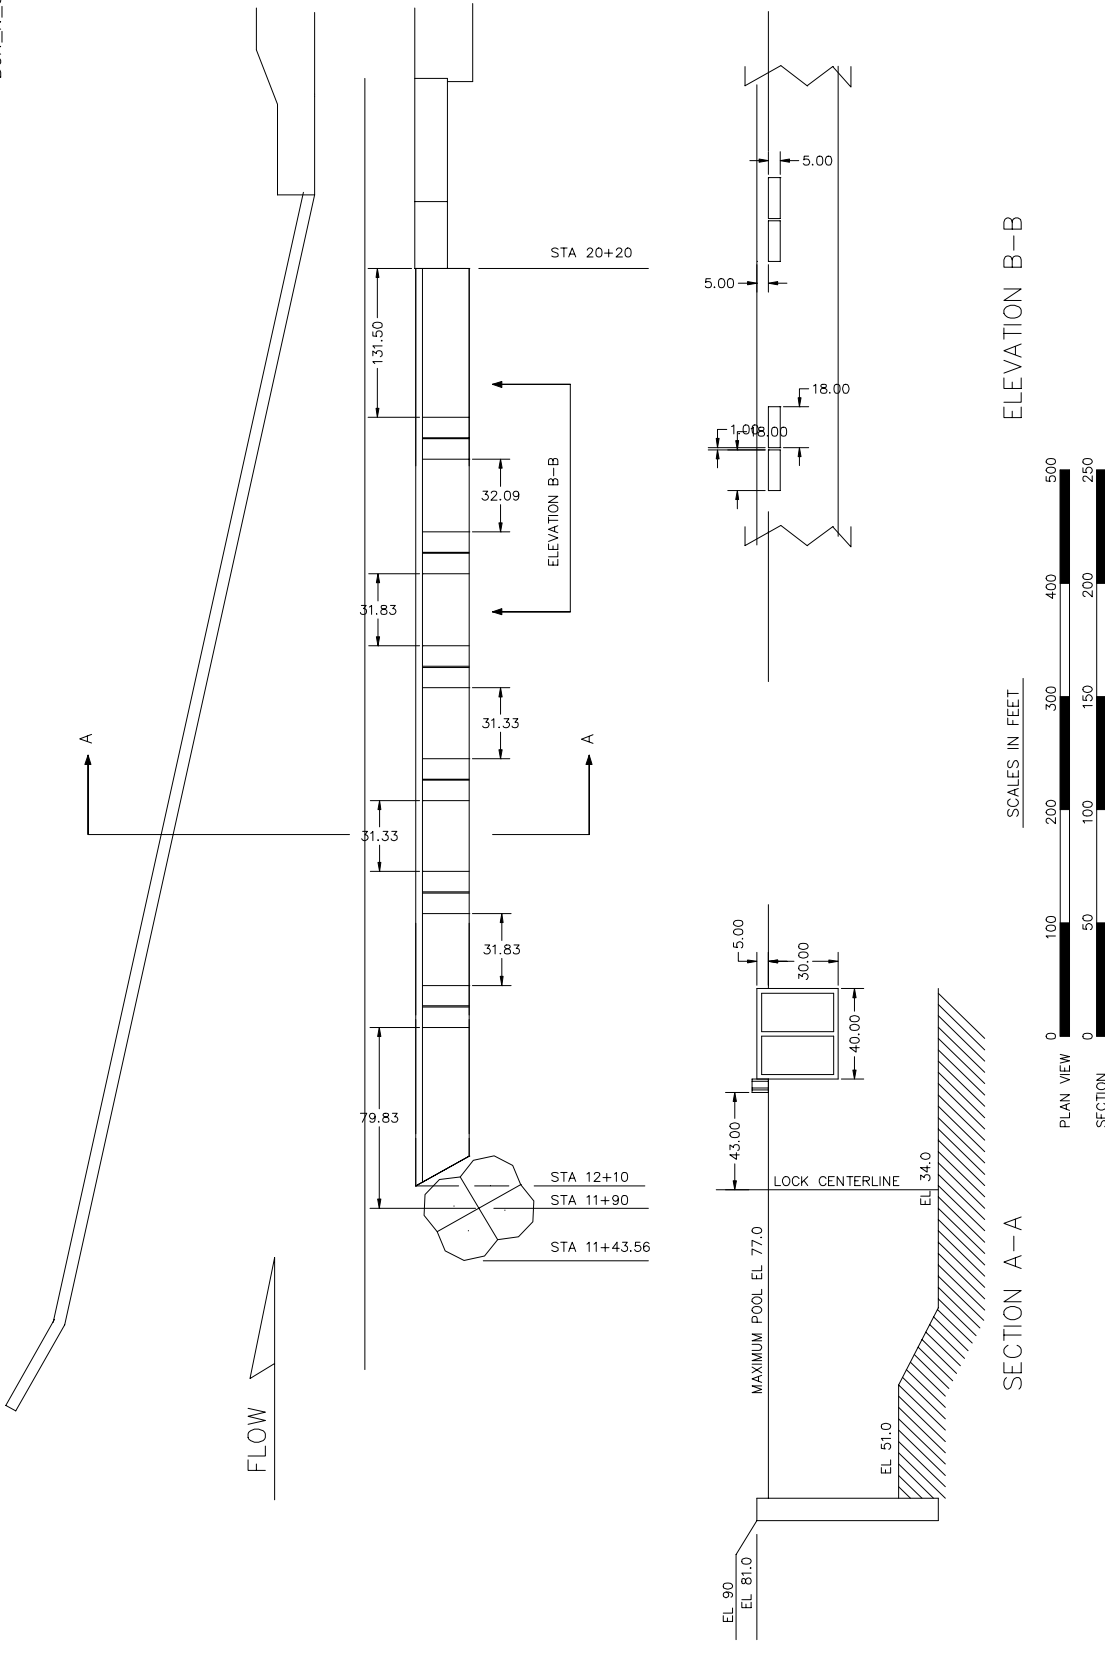 STA 20+20
131.50
32.09
ELEVATION B-B
31.83
31.33
A
A
31.33
31.83
79.83
STA 12+10
STA 11+90
STA 11+43.56
FLOW
5.00
5.00
18.00
1.00
18.00
ELEVATION B-B
5.00
30.00
40.00
43.00
LOCK CENTERLINE
EL 34.0
MAXIMUM POOL EL 77.0
EL 51.0
EL 90
EL 81.0
SECTION A-A
SCALES IN FEET
PLAN VIEW 0 100 200 300 400 500
SECTION 0 50 100 150 200 250